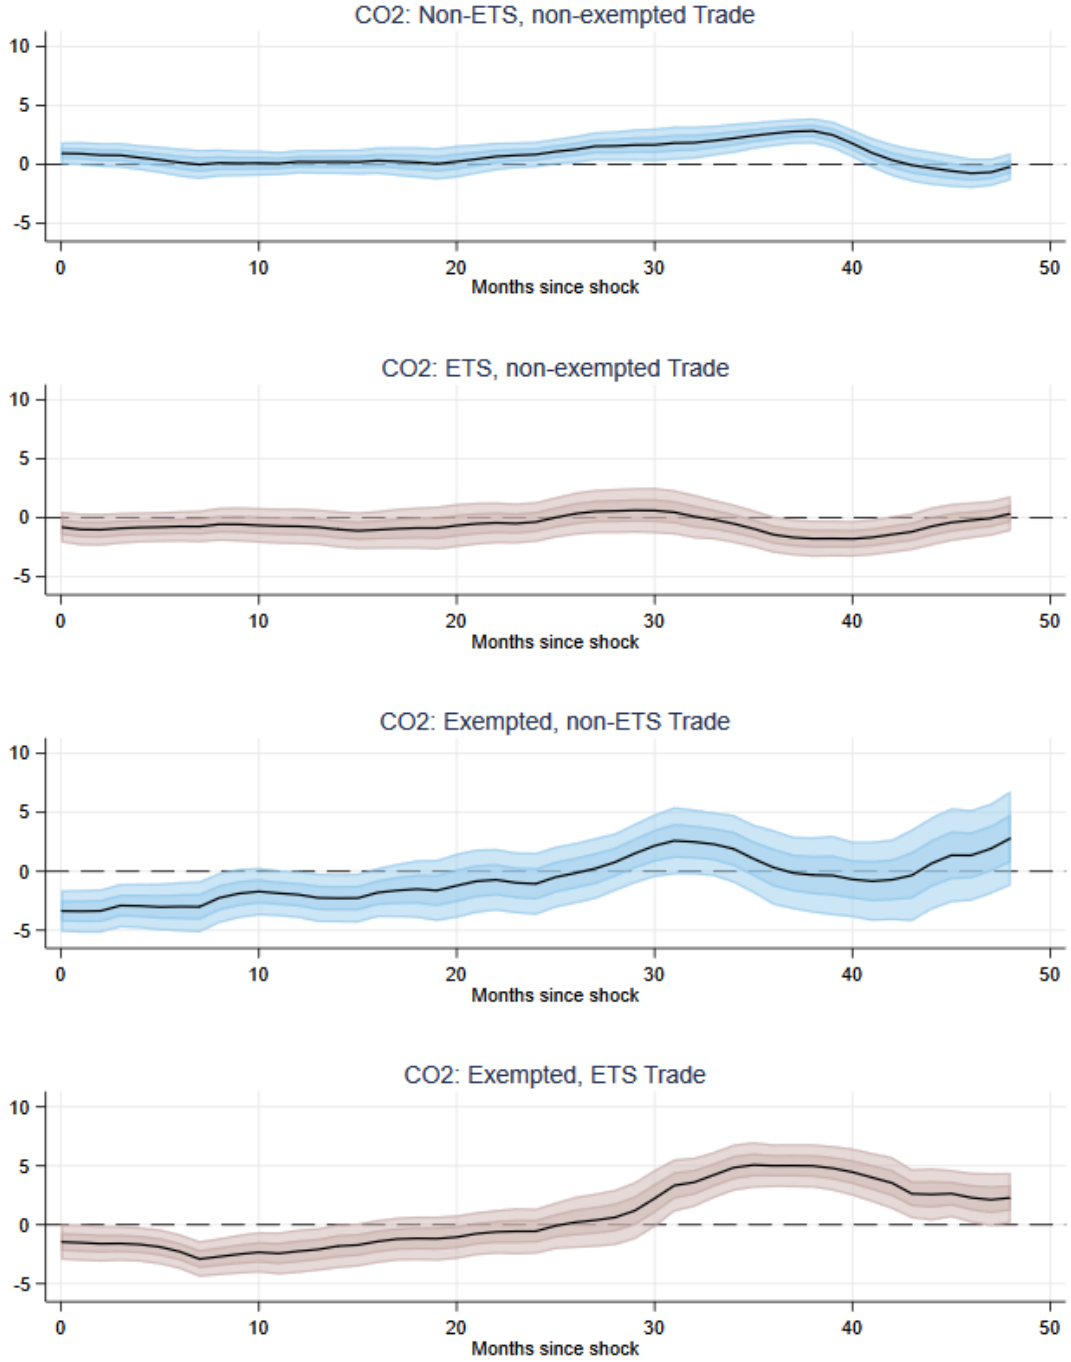 CO2: Non-ETS, non-exempted Trade
10
5
0
-5
0 10 20 30 40 50
Months since shock
CO2: ETS, non-exempted Trade
10
5
0
-5
0 10 20 30 40 50
Months since shock
CO2: Exempted, non-ETS Trade
10
5
0
-5
0 10 20 30 40 50
Months since shock
CO2: Exempted, ETS Trade
10
5
0
-5
0 10 20 30 40 50
Months since shock